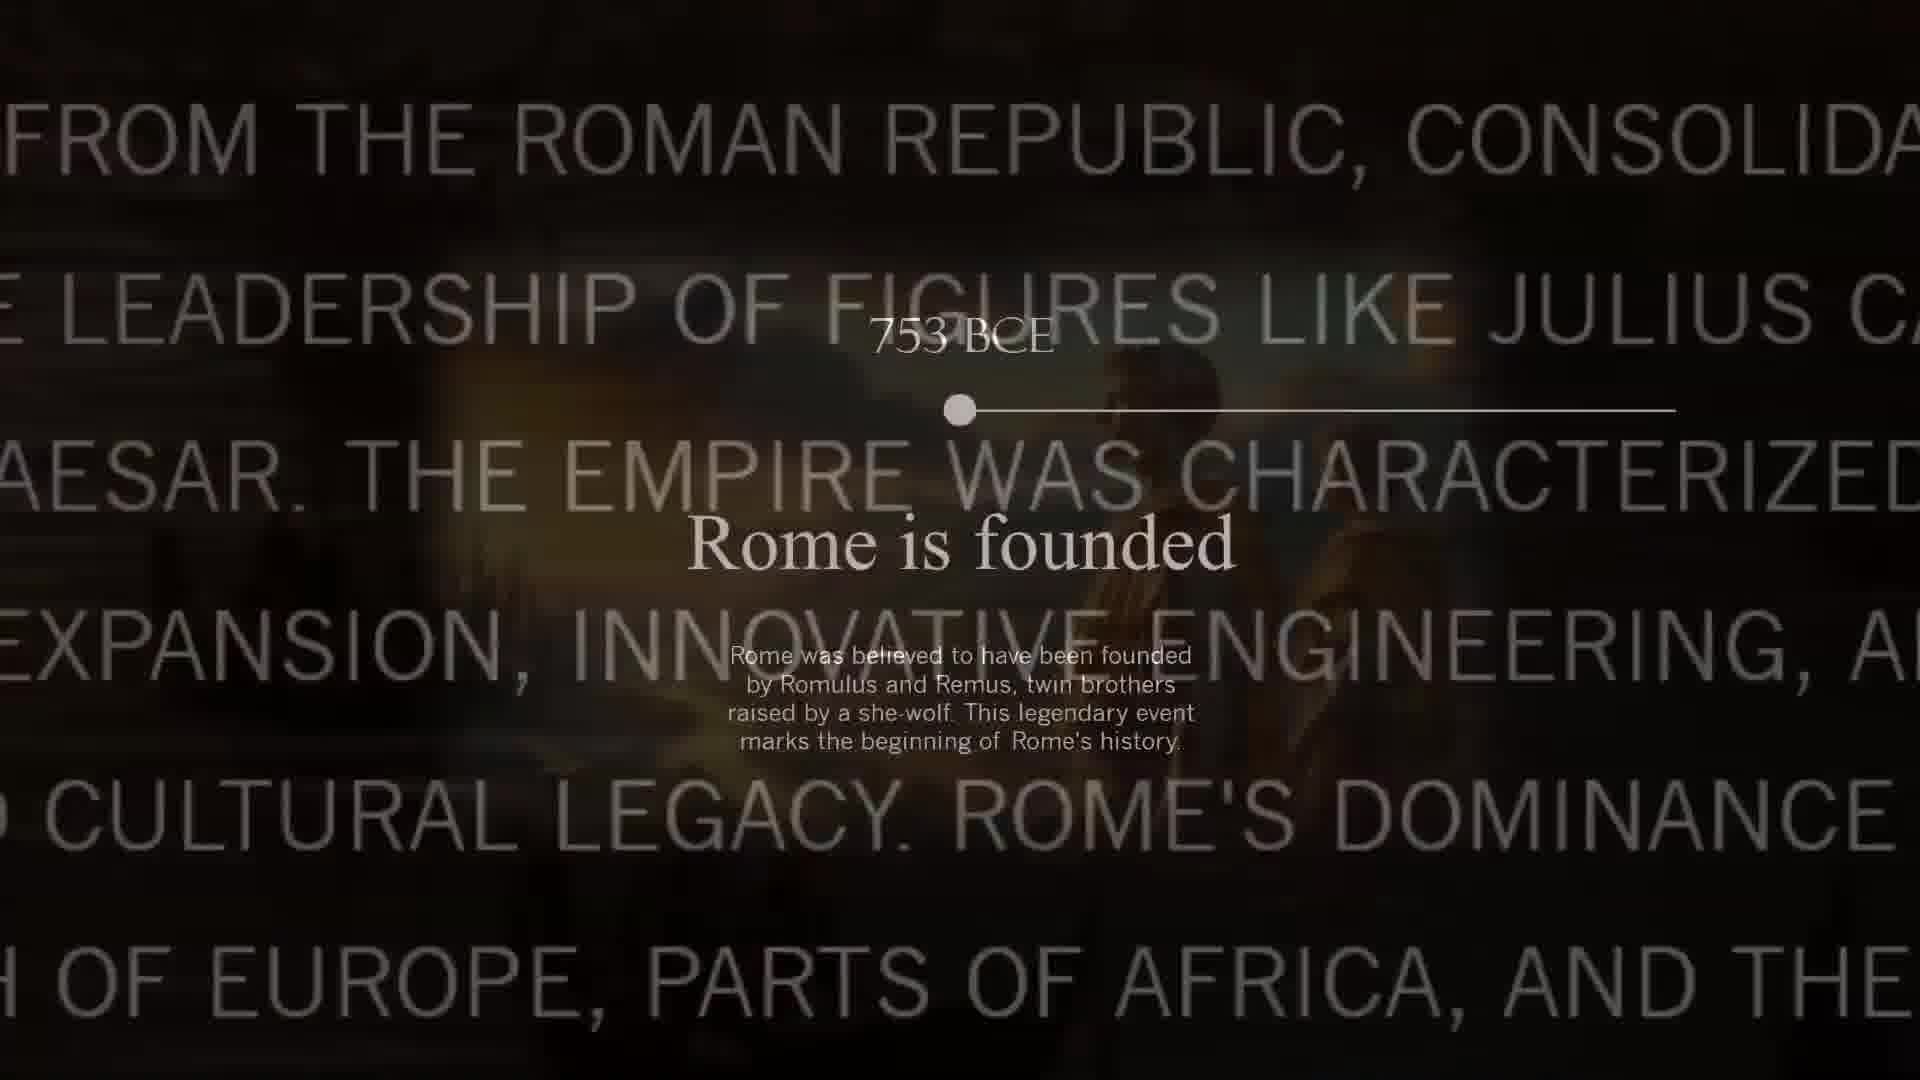 FROM THE ROMAN REPUBLIC,
LEADERSHIP OF FIGURES LIKE JULIUS
753 BCE
THE EMPIRE WAS CHARACTERIZED
Rome is founded
EXPANSION, INNOVATIVE ENGINEERING,
Rome was believed to have been founded
by Romulus and Remus, twin brothers
raised by a she-wolf. This legendary event
marks the beginning of Rome's history.
CULTURAL LEGACY. ROME'S DOMINANCE
OF EUROPE, PARTS OF AFRICA, AND THE